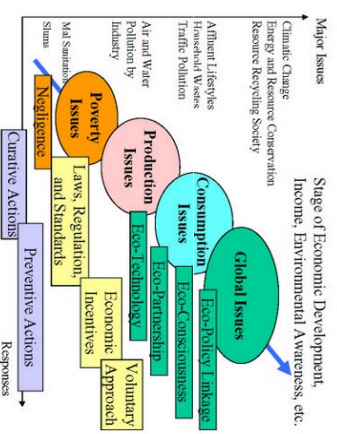 Major Issues
Climatic Change
Energy and Resource Conservation
Resource Recycling Society
Affluent Lifestyles
Household Wastes
Traffic Pollution
Air and Water
Pollution by
Industry
Mal Sanitation
Slums
Stage of Economic Development,
Income, Environmental Awareness, etc.
Global Issues
Consumption
Issues
Production
Issues
Poverty
Issues
Eco-Policy Linkage
Eco-Consciousness
Eco-Partnership
Eco-Technology
Negligence
Laws, Regulation,
and Standards
Economic
Incentives
Voluntary
Approach
Curative Actions
Preventive Actions
Responses